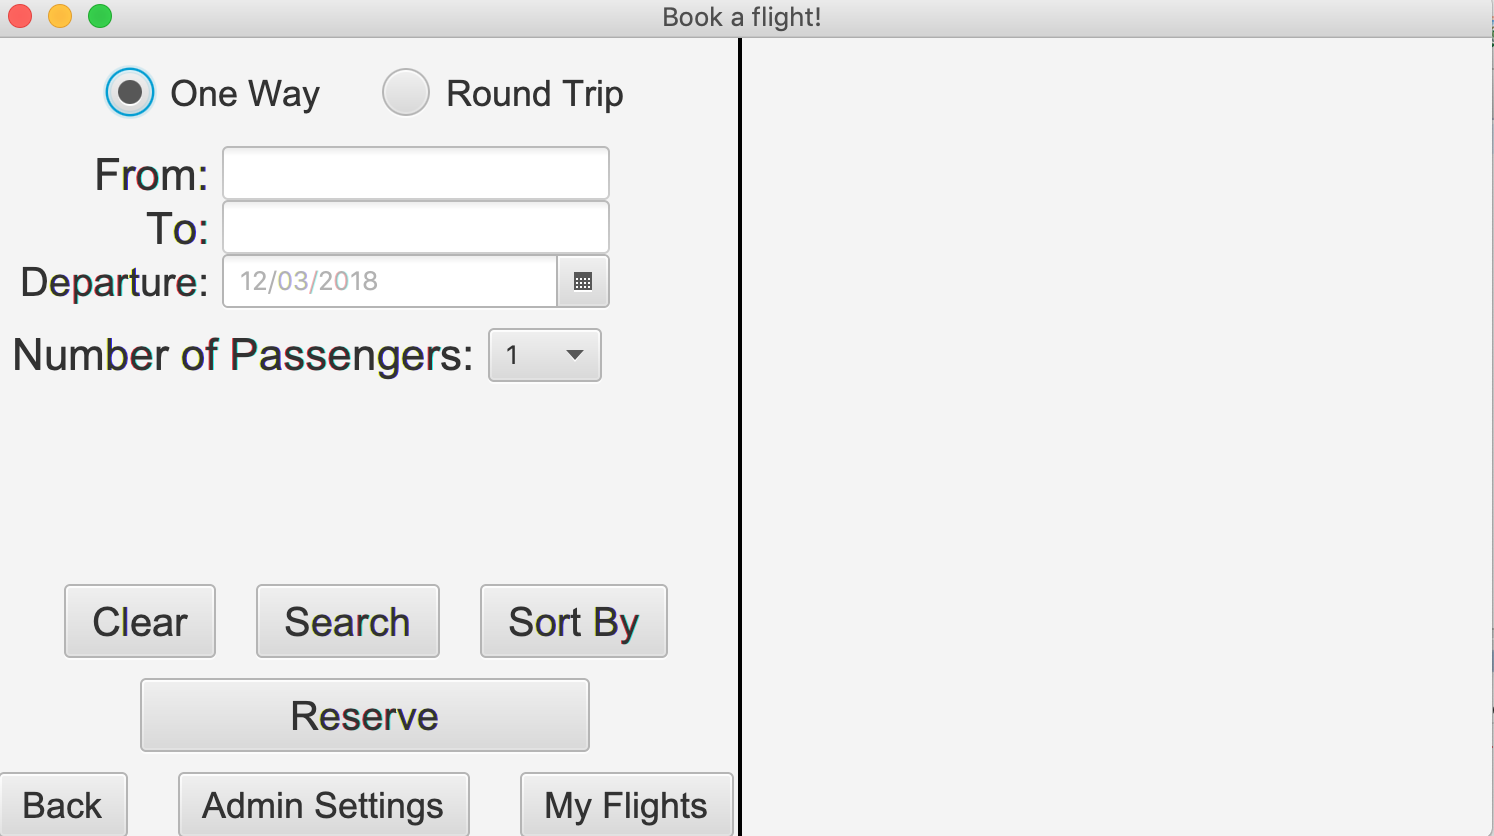 Book a flight!
One Way Round Trip
From:
To:
Departure: 12/03/2018
Number of Passengers: 1
Clear Search Sort By
Reserve
Back Admin Settings My Flights